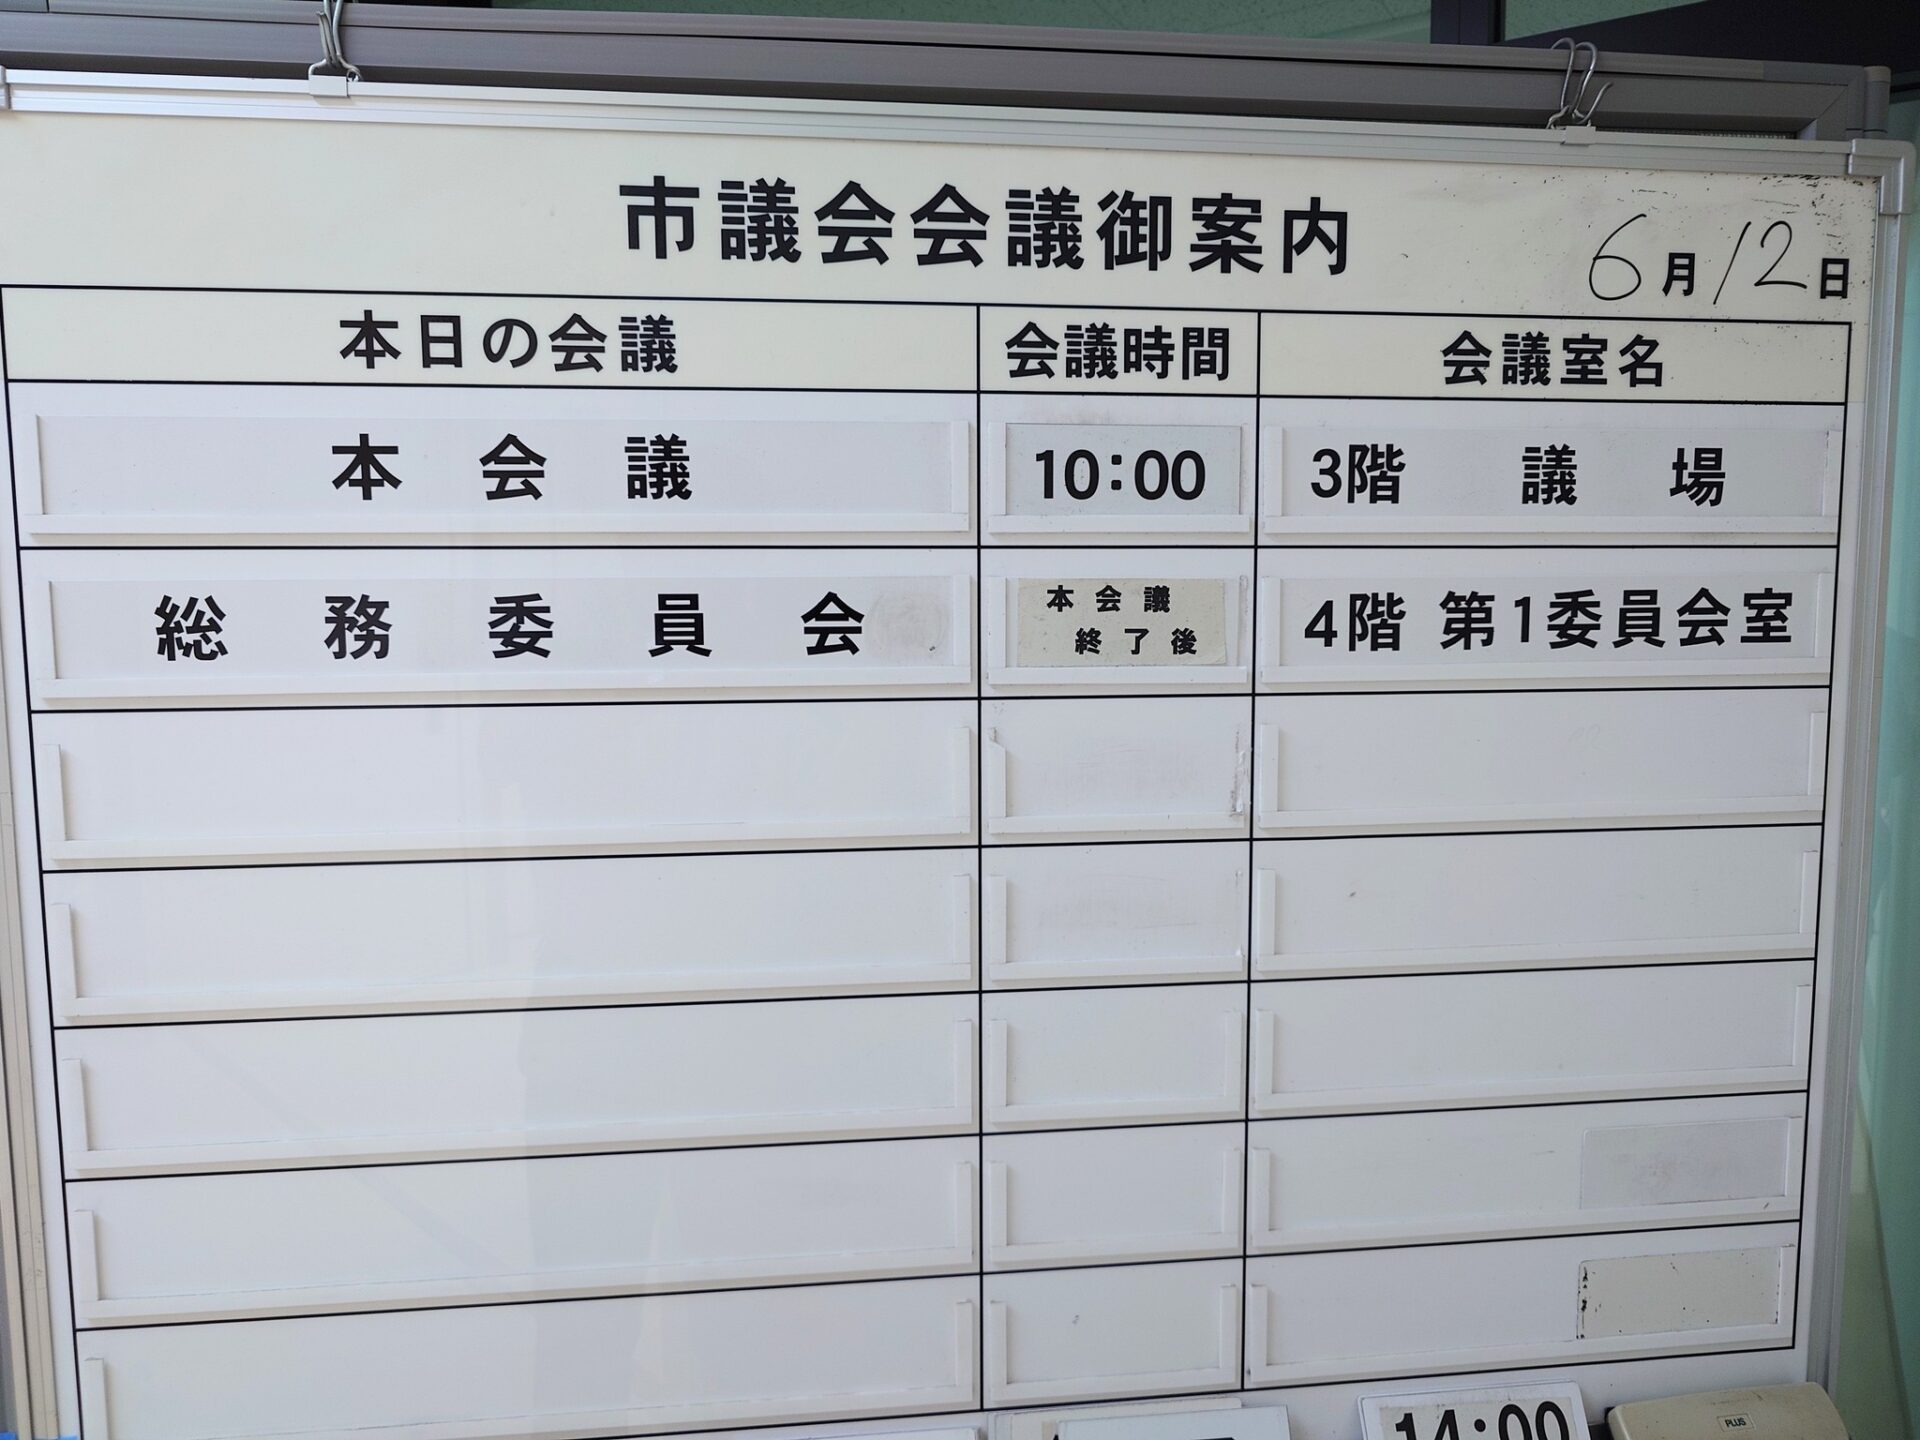 市議会会議御案内
6月12日
本日の会議 会議時間 会議室名
本会議 10:00 3階 議場
総務委員会 本会議 終了後 4階 第1委員会室
14:00
PLUS